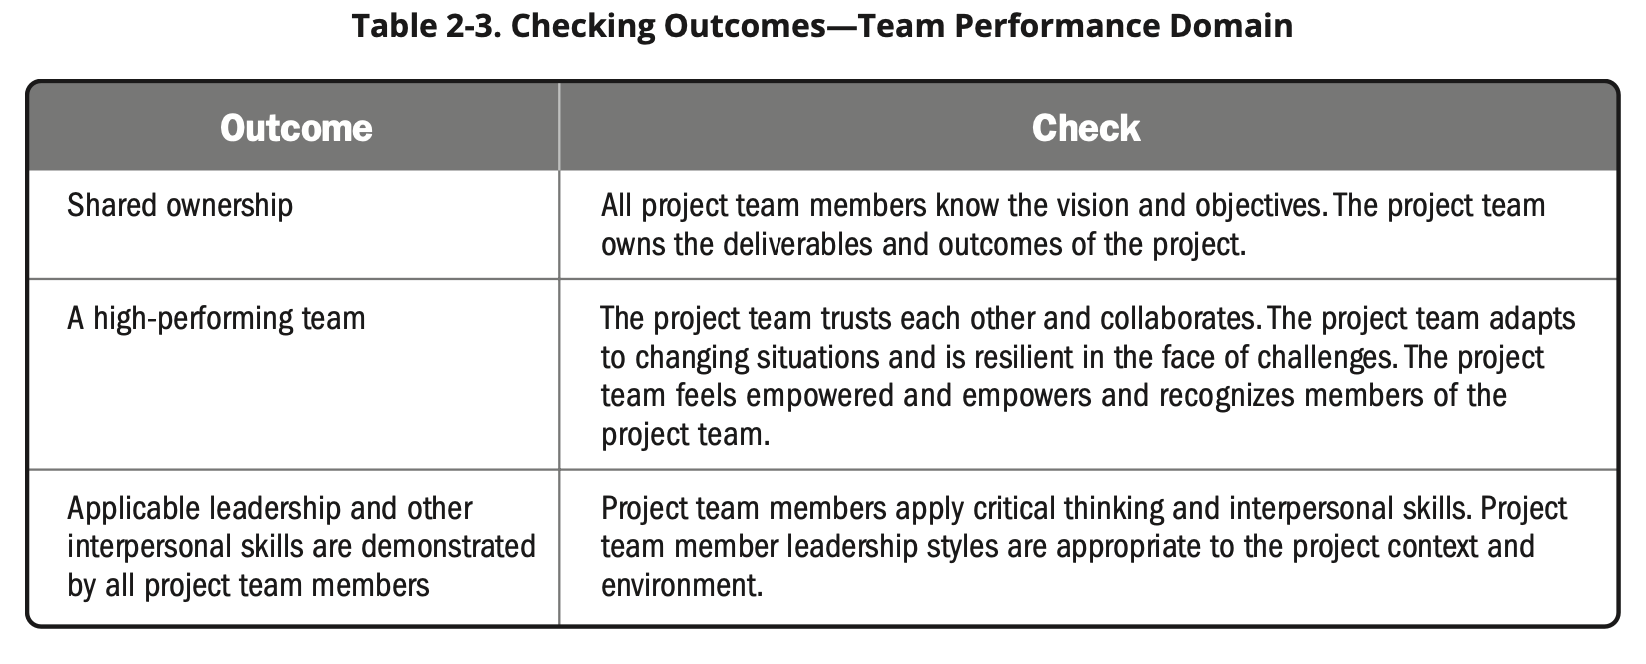 Table 2-3. Checking Outcomes—Team Performance Domain
Outcome
Check
Shared ownership
All project team members know the vision and objectives. The project team
owns the deliverables and outcomes of the project.
A high-performing team
The project team trusts each other and collaborates. The project team adapts
to changing situations and is resilient in the face of challenges. The project
team feels empowered and empowers and recognizes members of the
project team.
Applicable leadership and other
interpersonal skills are demonstrated
by all project team members
Project team members apply critical thinking and interpersonal skills. Project
team member leadership styles are appropriate to the project context and
environment.